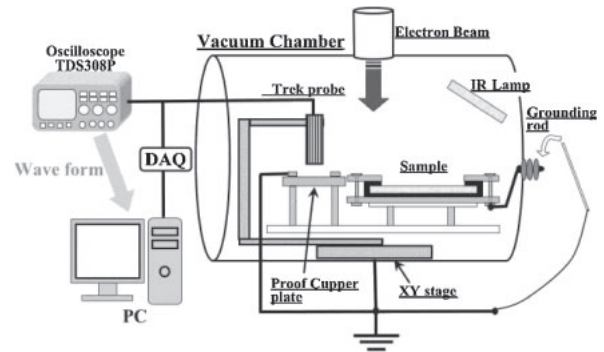 Oscilloscope
TDS308P
Vacuum Chamber
Electron Beam
Trek probe
IR Lamp
Grounding
rod
DAQ
Sample
Wave form
Proof Cupper
plate
XY stage
PC